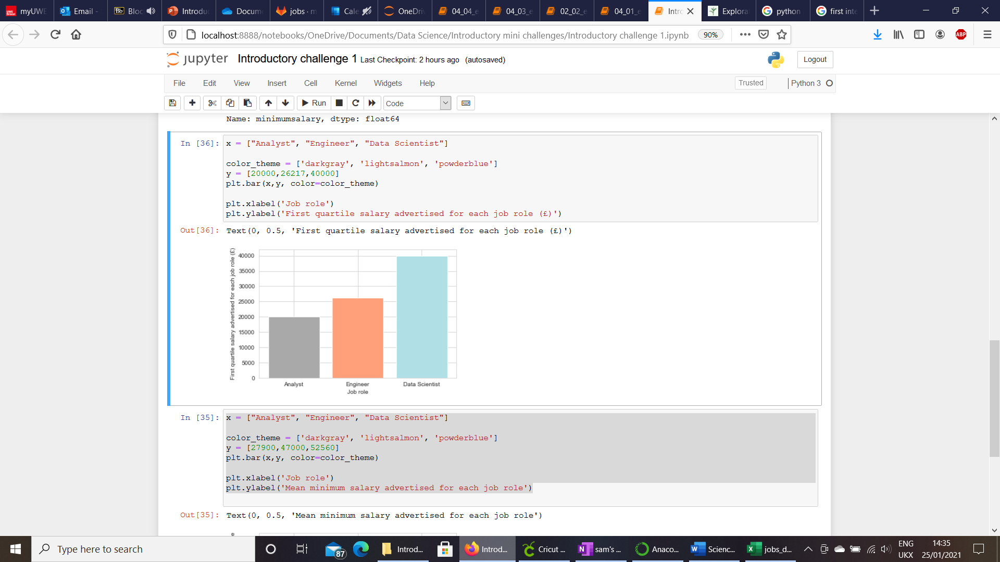 myUWE
Email -
Bb Bloc
Introduc
Docume
jobs · m
Cale
OneDriv
04_04_e
04_03_e
02_02_e
04_01_e
Intro
Explora
python
first inte
localhost:8888/notebooks/OneDrive/Documents/Data Science/Introductory mini challenges/Introductory challenge 1.ipynb
90%
ABP
jupyter Introductory challenge 1 Last Checkpoint: 2 hours ago (autosaved)
Logout
File Edit View Insert Cell Kernel Widgets Help
Trusted
Python 3
Run
Code
Name: minimumsalary, dtype: float64
In [36]: x = ["Analyst", "Engineer", "Data Scientist"]
color_theme = ['darkgray', 'lightsalmon', 'powderblue']
y = [20000,26217,40000]
plt.bar(x,y, color=color_theme)
plt.xlabel('Job role')
plt.ylabel('First quartile salary advertised for each job role (£)')
Out[36]: Text(0, 0.5, 'First quartile salary advertised for each job role (£)')
First quartile salary advertised for each job role (£)
40000
35000
30000
25000
20000
15000
10000
5000
0
Analyst Engineer Data Scientist
Job role
In [35]: x = ["Analyst", "Engineer", "Data Scientist"]
color_theme = ['darkgray', 'lightsalmon', 'powderblue']
y = [27900,47000,52560]
plt.bar(x,y, color=color_theme)
plt.xlabel('Job role')
plt.ylabel('Mean minimum salary advertised for each job role')
Out[35]: Text(0, 0.5, 'Mean minimum salary advertised for each job role')
Type here to search
87
Introd...
Introd...
Cricut ...
sam's ...
Anaco...
Scienc...
jobs_d...
ENG
UKX
14:35
25/01/2021